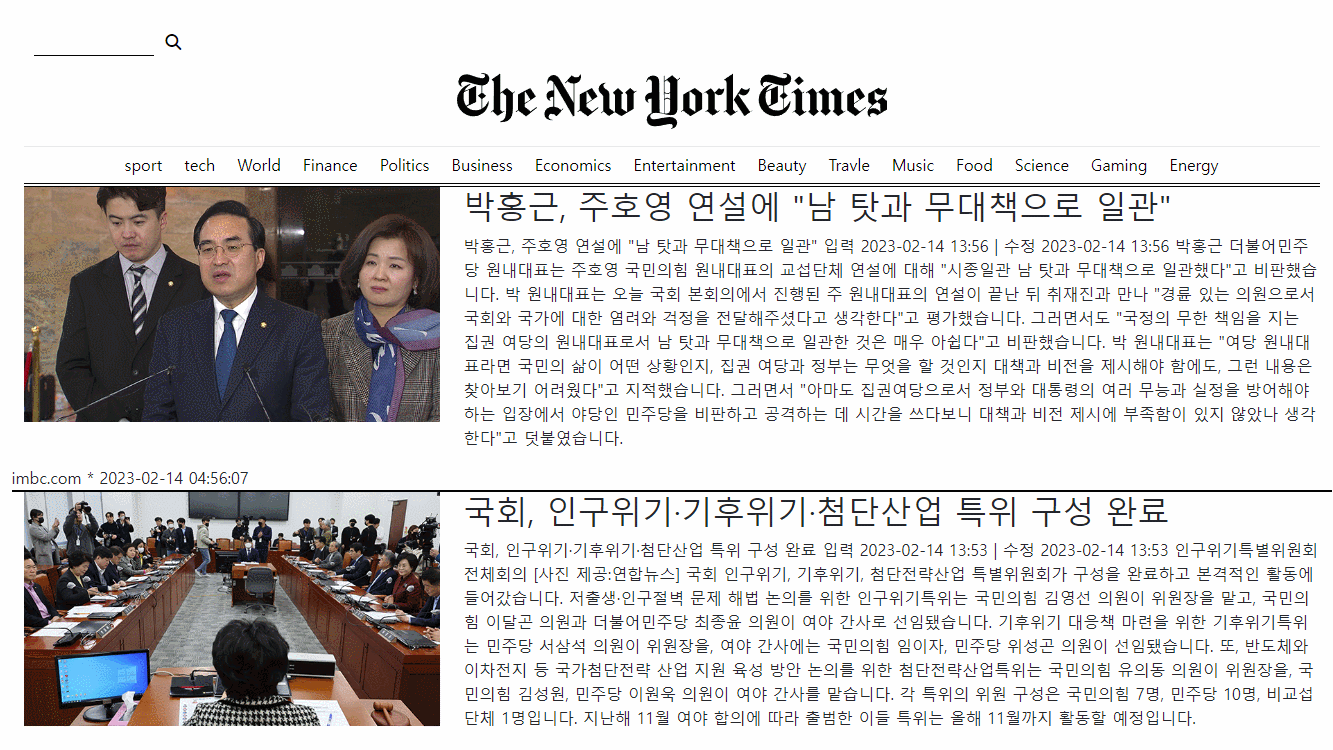 The New York Times
sport tech World Finance Politics Business Economics Entertainment Beauty Travle Music Food Science Gaming Energy
박홍근, 주호영 연설에 "남 탓과 무대책으로 일관"
박홍근, 주호영 연설에 "남 탓과 무대책으로 일관" 입력 2023-02-14 13:56 | 수정 2023-02-14 13:56 박홍근 더불어민주
당 원내대표는 주호영 국민의힘 원내대표의 교섭단체 연설에 대해 "시종일관 남 탓과 무대책으로 일관했다"고 비판했습
니다. 박 원내대표는 오늘 국회 본회의에서 진행된 주 원내대표의 연설이 끝난 뒤 취재진과 만나 "경륜 있는 의원으로서
국회와 국가에 대한 염려와 걱정을 전달해주셨다고 생각한다"고 평가했습니다. 그러면서도 "국정의 무한 책임을 지는
집권 여당의 원내대표로서 남 탓과 무대책으로 일관한 것은 매우 아쉽다"고 비판했습니다. 박 원내대표는 "여당 원내대
표라면 국민의 삶이 어떤 상황인지, 집권 여당과 정부는 무엇을 할 것인지 대책과 비전을 제시해야 함에도, 그런 내용은
찾아보기 어려웠다"고 지적했습니다. 그러면서 "아마도 집권여당으로서 정부와 대통령의 여러 무능과 실정을 방어해야
하는 입장에서 야당인 민주당을 비판하고 공격하는 데 시간을 쓰다보니 대책과 비전 제시에 부족함이 있지 않았나 생각
한다"고 덧붙였습니다.
imbc.com * 2023-02-14 04:56:07
국회, 인구위기·기후위기·첨단산업 특위 구성 완료
국회, 인구위기·기후위기·첨단산업 특위 구성 완료 입력 2023-02-14 13:53 | 수정 2023-02-14 13:53 인구위기특별위원회
전체회의 [사진 제공:연합뉴스] 국회 인구위기, 기후위기, 첨단전략산업 특별위원회가 구성을 완료하고 본격적인 활동에
들어갔습니다. 저출생·인구절벽 문제 해법 논의를 위한 인구위기특위는 국민의힘 김영선 의원이 위원장을 맡고, 국민의
힘 이달곤 의원과 더불어민주당 최종윤 의원이 여야 간사로 선임됐습니다. 기후위기 대응책 마련을 위한 기후위기특위
는 민주당 서삼석 의원이 위원장을, 여야 간사에는 국민의힘 임이자, 민주당 위성곤 의원이 선임됐습니다. 또, 반도체와
이차전지 등 국가첨단전략 산업 지원 육성 방안 논의를 위한 첨단전략산업특위는 국민의힘 유의동 의원이 위원장을, 국
민의힘 김성원, 민주당 이원욱 의원이 여야 간사를 맡습니다. 각 특위의 위원 구성은 국민의힘 7명, 민주당 10명, 비교섭
단체 1명입니다. 지난해 11월 여야 합의에 따라 출범한 이들 특위는 올해 11월까지 활동할 예정입니다.